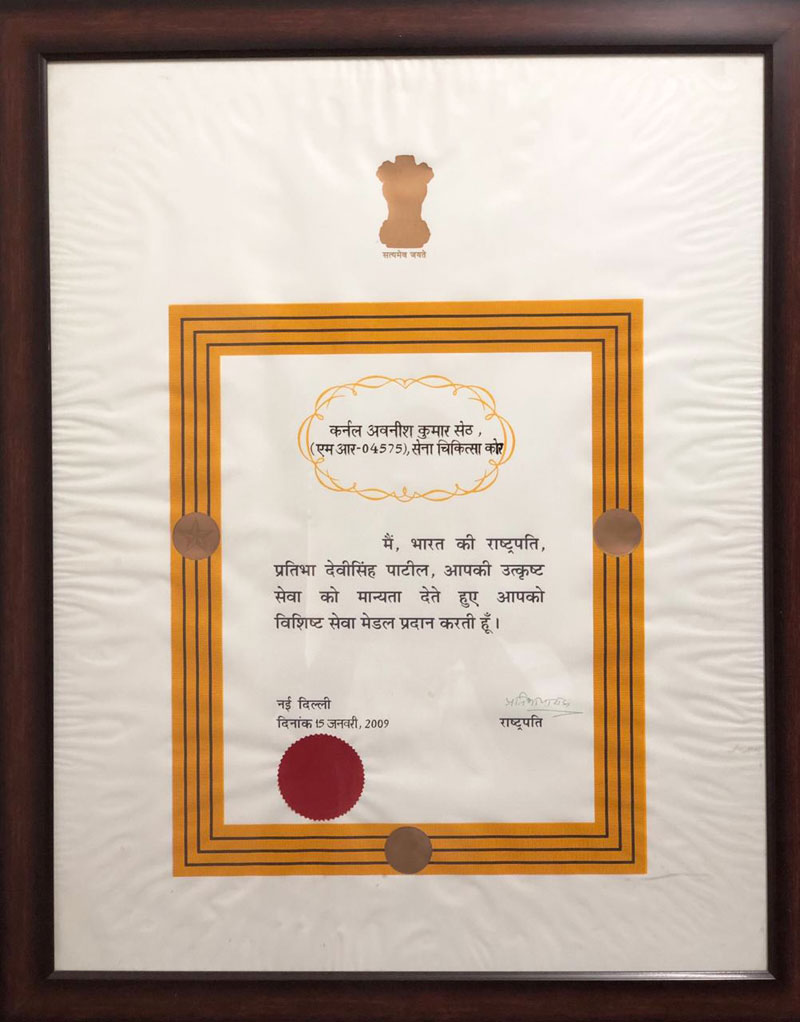 सत्यमेव जयते
कर्नल अवनीश कुमार सेठ,
(एम आर-04575), सेना चिकित्सा कोर
मैं, भारत की राष्ट्रपति,
प्रतिभा देवीसिंह पाटील, आपकी उत्कृष्ट
सेवा को मान्यता देते हुए आपको
विशिष्ट सेवा मेडल प्रदान करती हूँ।
नई दिल्ली
दिनांक 15 जनवरी, 2009
राष्ट्रपति